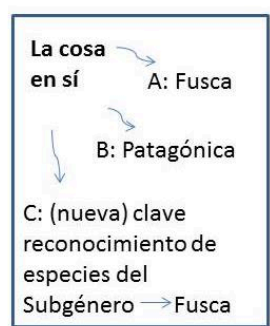 La cosa
en sí
A: Fusca
B: Patagónica
C: (nueva) clave
reconocimiento de
especies del
Subgénero → Fusca